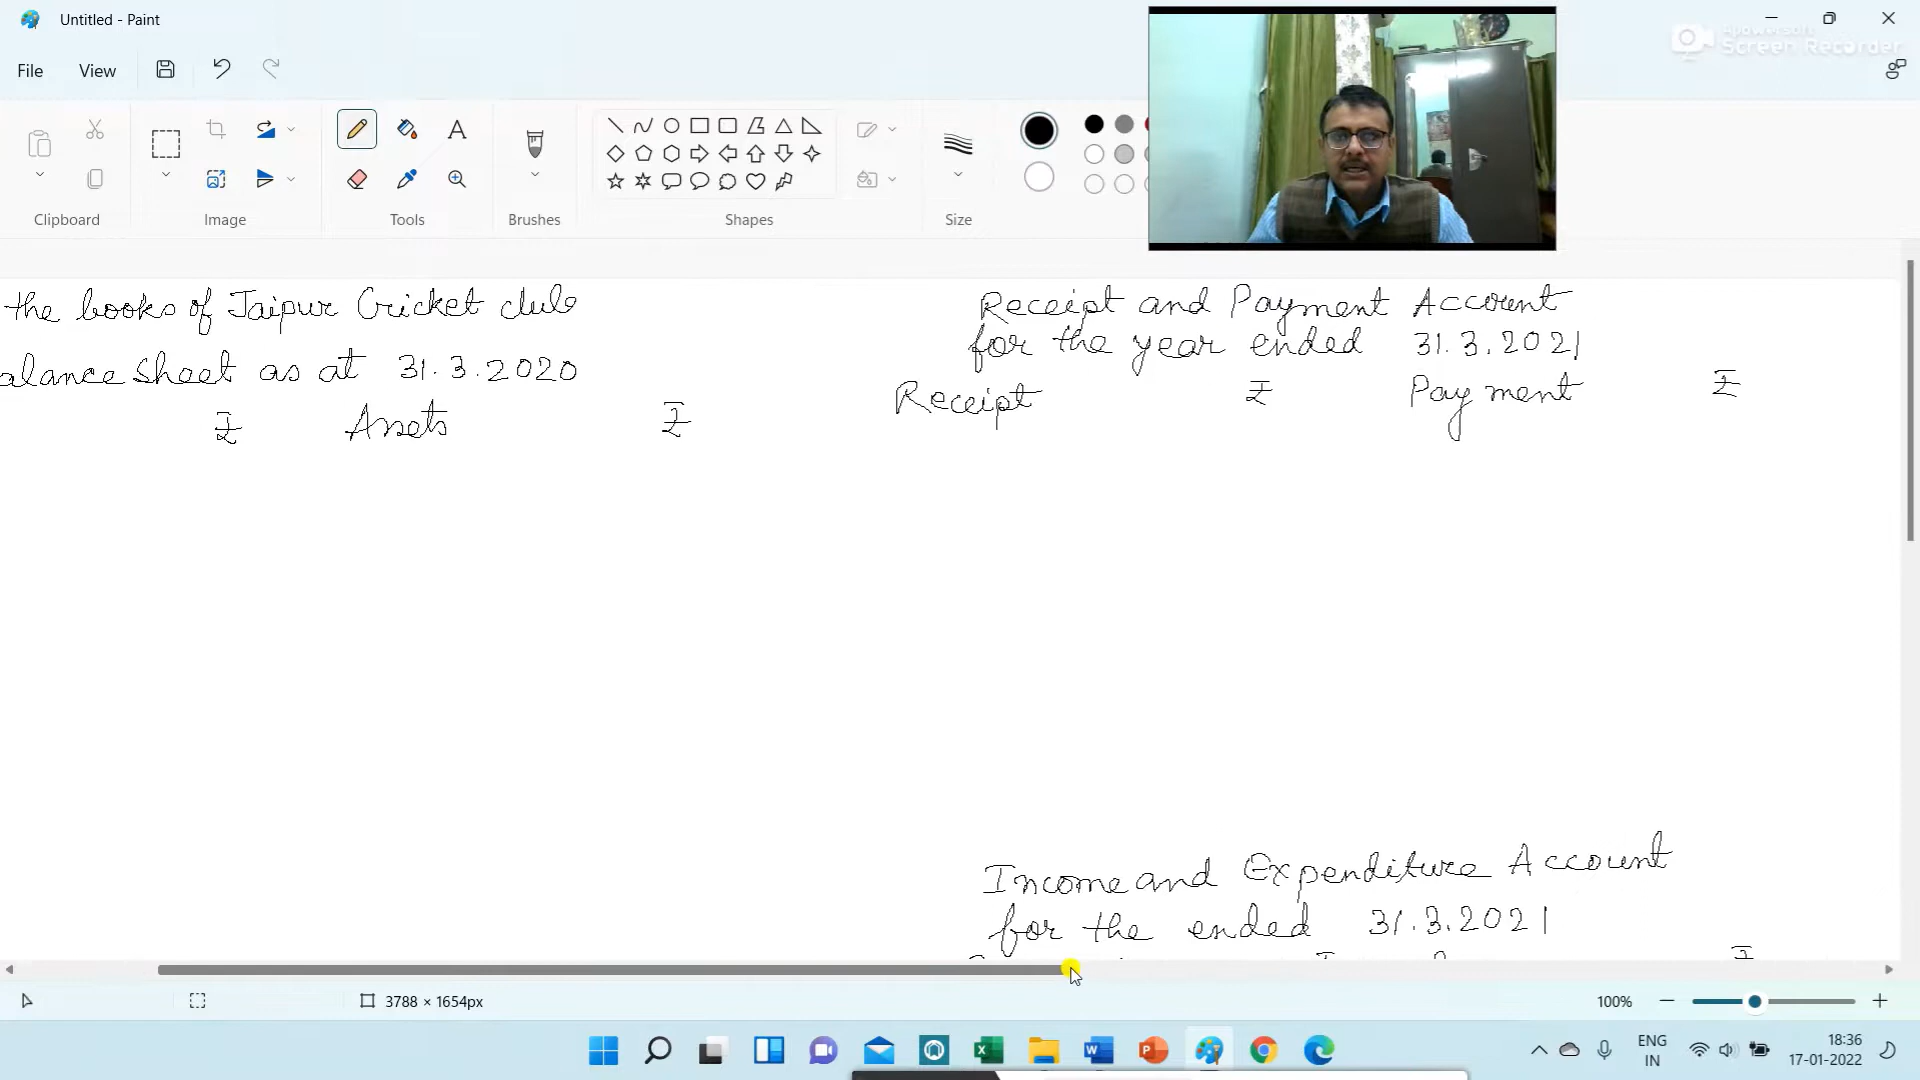 Untitled - Paint
Apowersoft
Screen Recorder
File
View
Clipboard
Image
Tools
Brushes
Shapes
Size
the books of Jaipur Cricket club
alance Sheet as at 31.3.2020
₹ Assets ₹
Receipt and Payment Account
for the year ended 31.3.2021
Receipt ₹ Payment ₹
Income and Expenditure Account
for the ended 31.3.2021
3788 × 1654px
100%
ENG
IN
18:36
17-01-2022